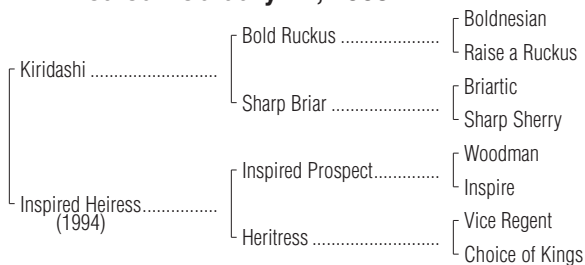 Boldnesian
Bold Ruckus ....................
Raise a Ruckus
Kiridashi ..........................
Briartic
Sharp Briar ......................
Sharp Sherry
Woodman
Inspired Prospect.............
Inspire
Inspired Heiress...............
(1994)
Vice Regent
Heritress ..........................
Choice of Kings